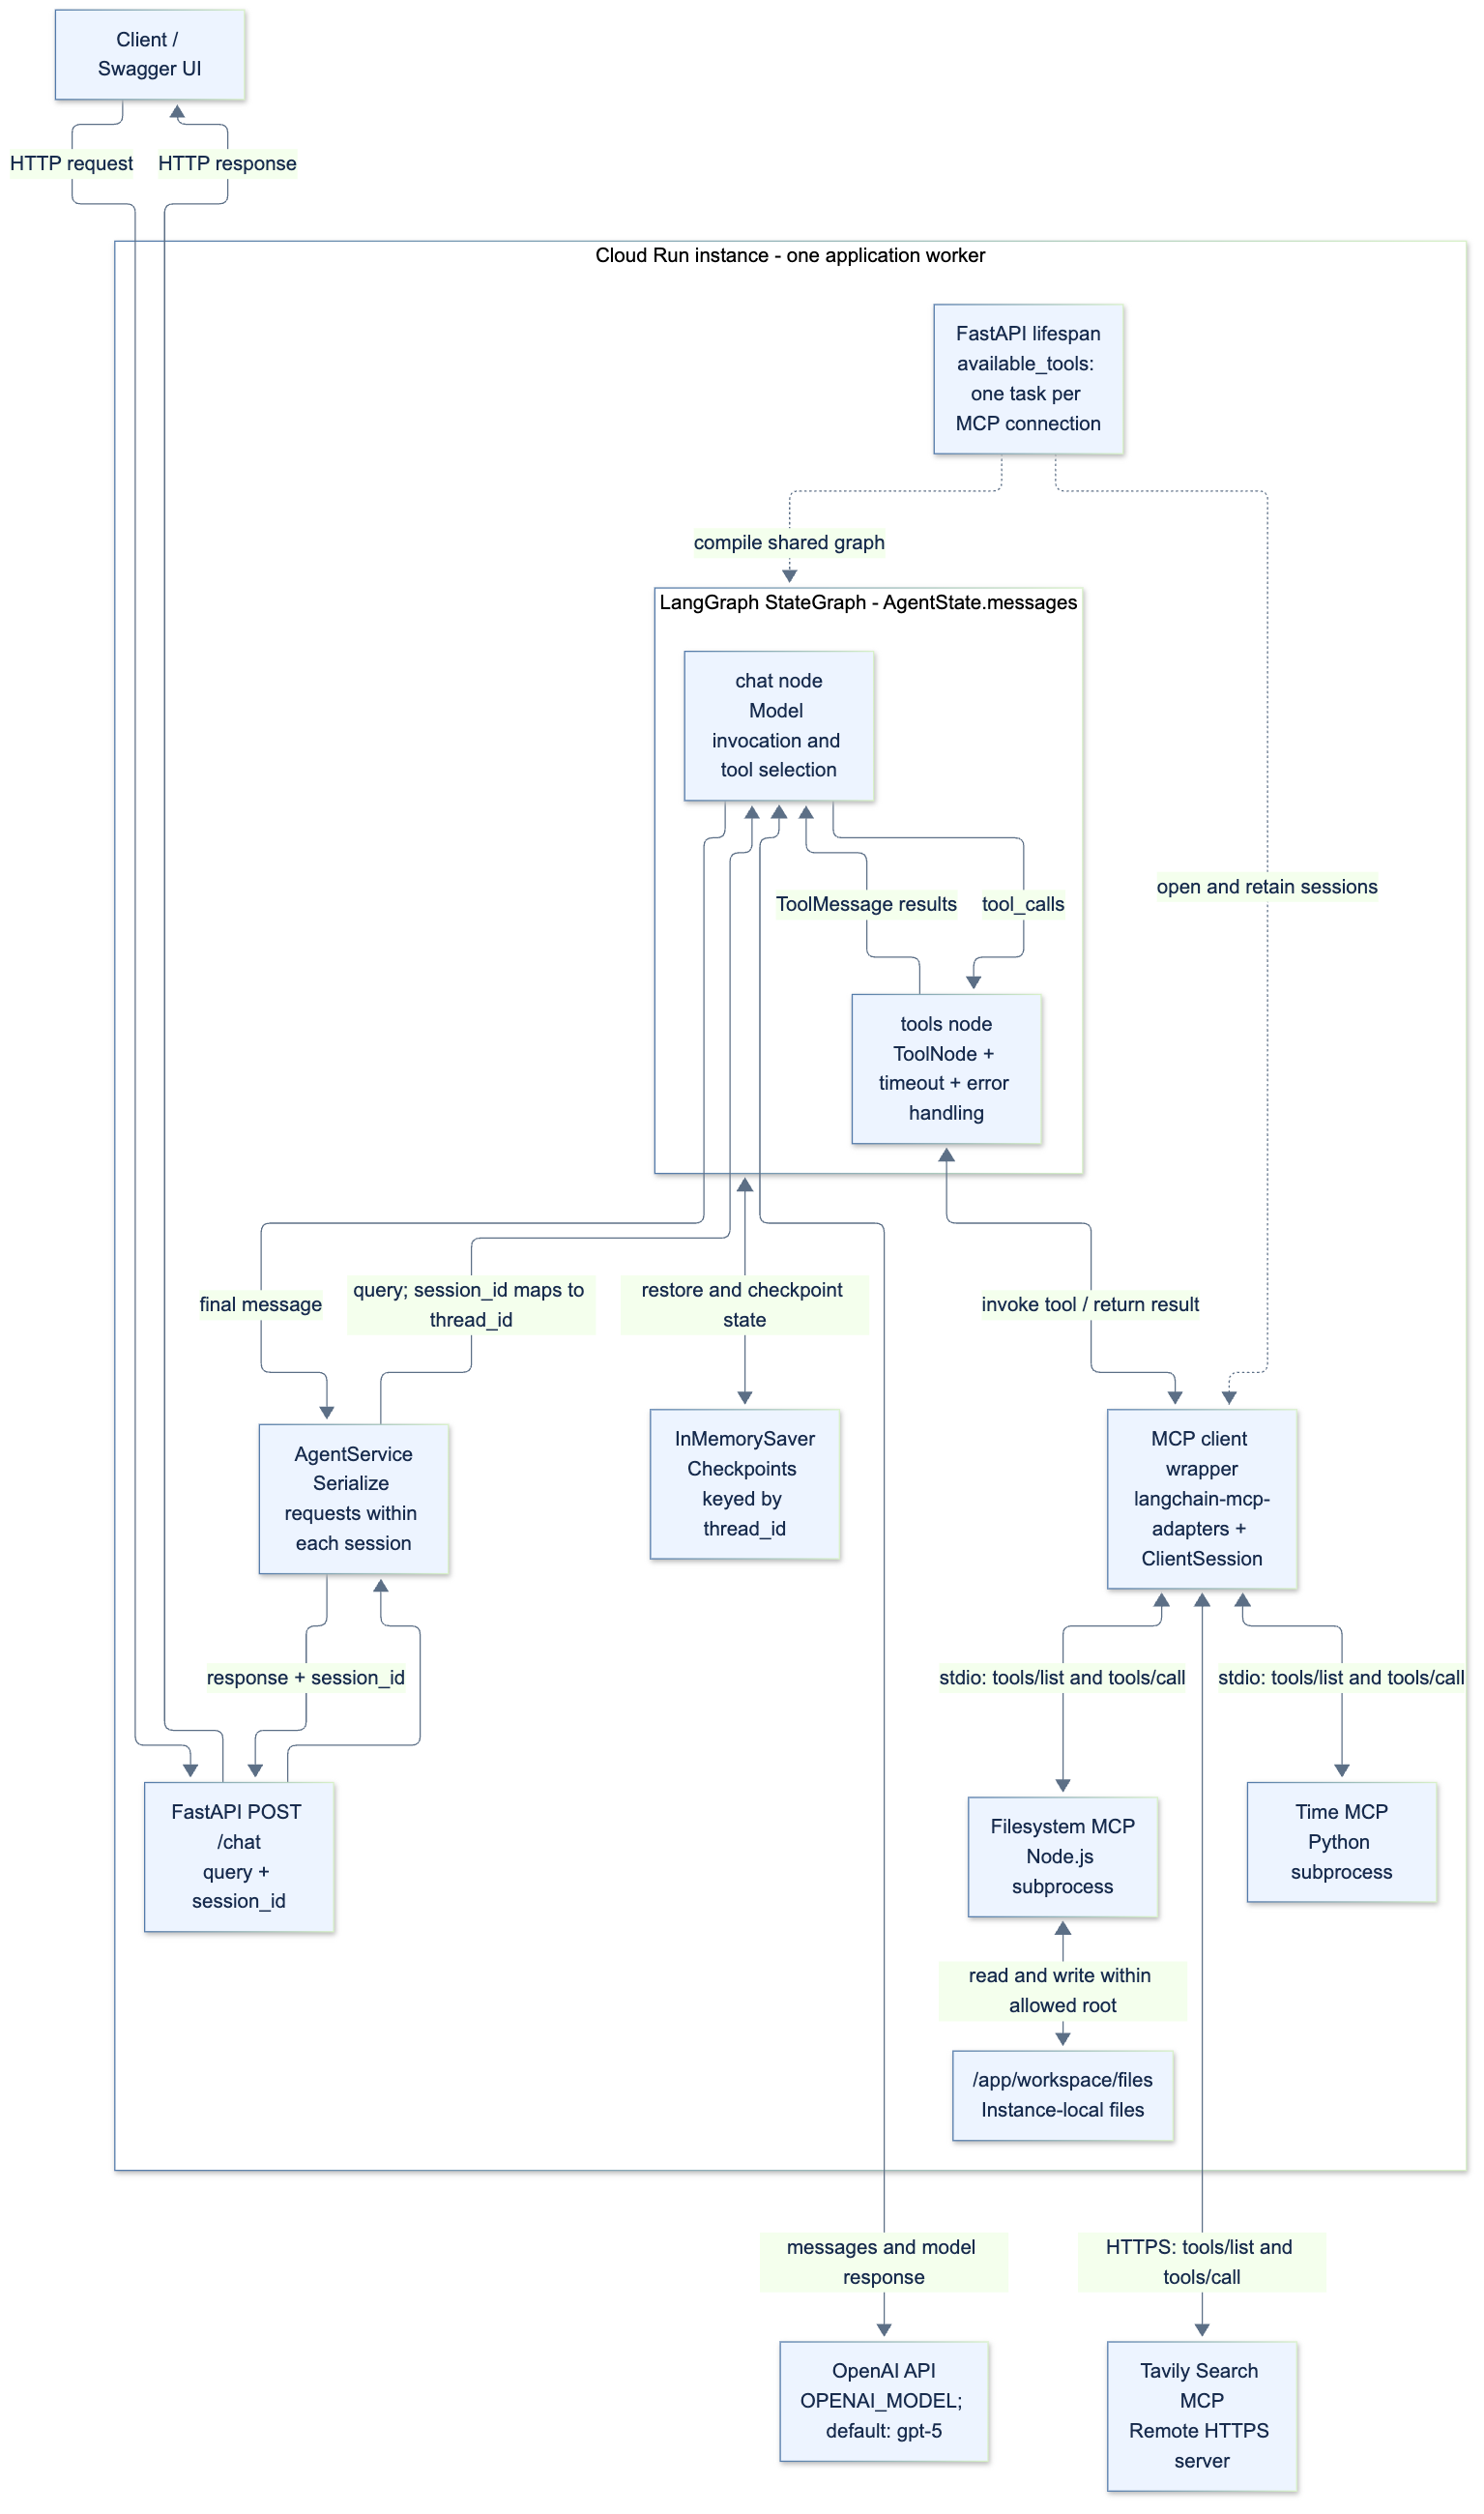 Client /
Swagger UI
HTTP request
HTTP response
Cloud Run instance - one application worker
FastAPI lifespan
available_tools:
one task per
MCP connection
compile shared graph
LangGraph StateGraph - AgentState.messages
chat node
Model
invocation and
tool selection
open and retain sessions
ToolMessage results
tool_calls
tools node
ToolNode +
timeout + error
handling
final message
query; session_id maps to
thread_id
restore and checkpoint
state
invoke tool / return result
AgentService
Serialize
requests within
each session
InMemorySaver
Checkpoints
keyed by
thread_id
MCP client
wrapper
langchain-mcp-
adapters +
ClientSession
response + session_id
stdio: tools/list and tools/call
stdio: tools/list and tools/call
FastAPI POST
/chat
query +
session_id
Filesystem MCP
Node.js
subprocess
Time MCP
Python
subprocess
read and write within
allowed root
/app/workspace/files
Instance-local files
messages and model
response
HTTPS: tools/list and
tools/call
OpenAI API
OPENAI_MODEL;
default: gpt-5
Tavily Search
MCP
Remote HTTPS
server